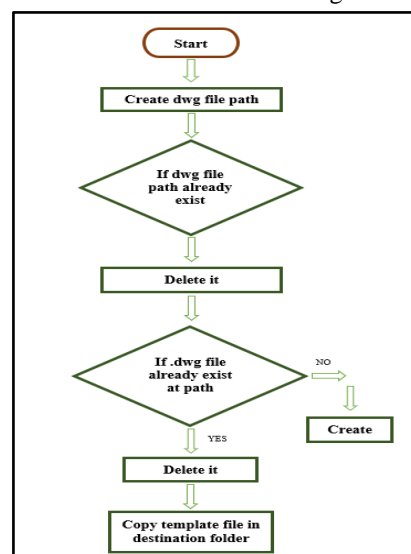 Start
Create dwg file path
If dwg file
path already
exist
Delete it
If .dwg file
already exist
at path
NO
Create
YES
Delete it
Copy template file in
destination folder